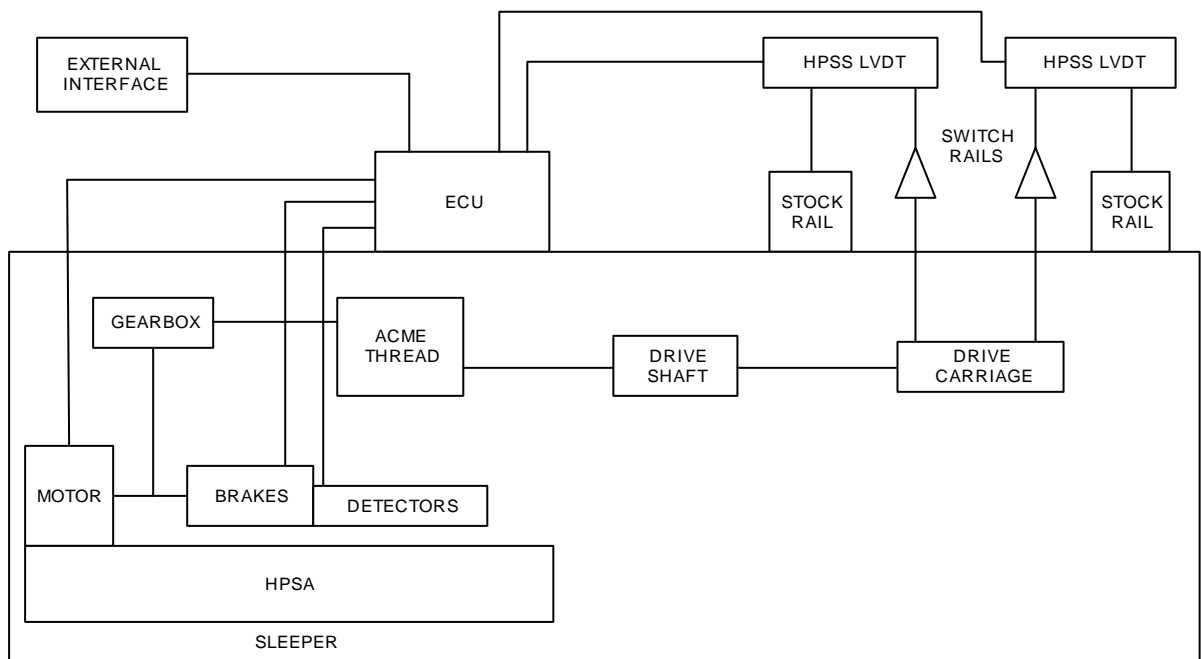 EXTERNAL
INTERFACE
HPSS LVDT
HPSS LVDT
SWITCH
RAILS
ECU
STOCK
RAIL
STOCK
RAIL
GEARBOX
ACME
THREAD
DRIVE
SHAFT
DRIVE
CARRIAGE
MOTOR
BRAKES
DETECTORS
HPSA
SLEEPER